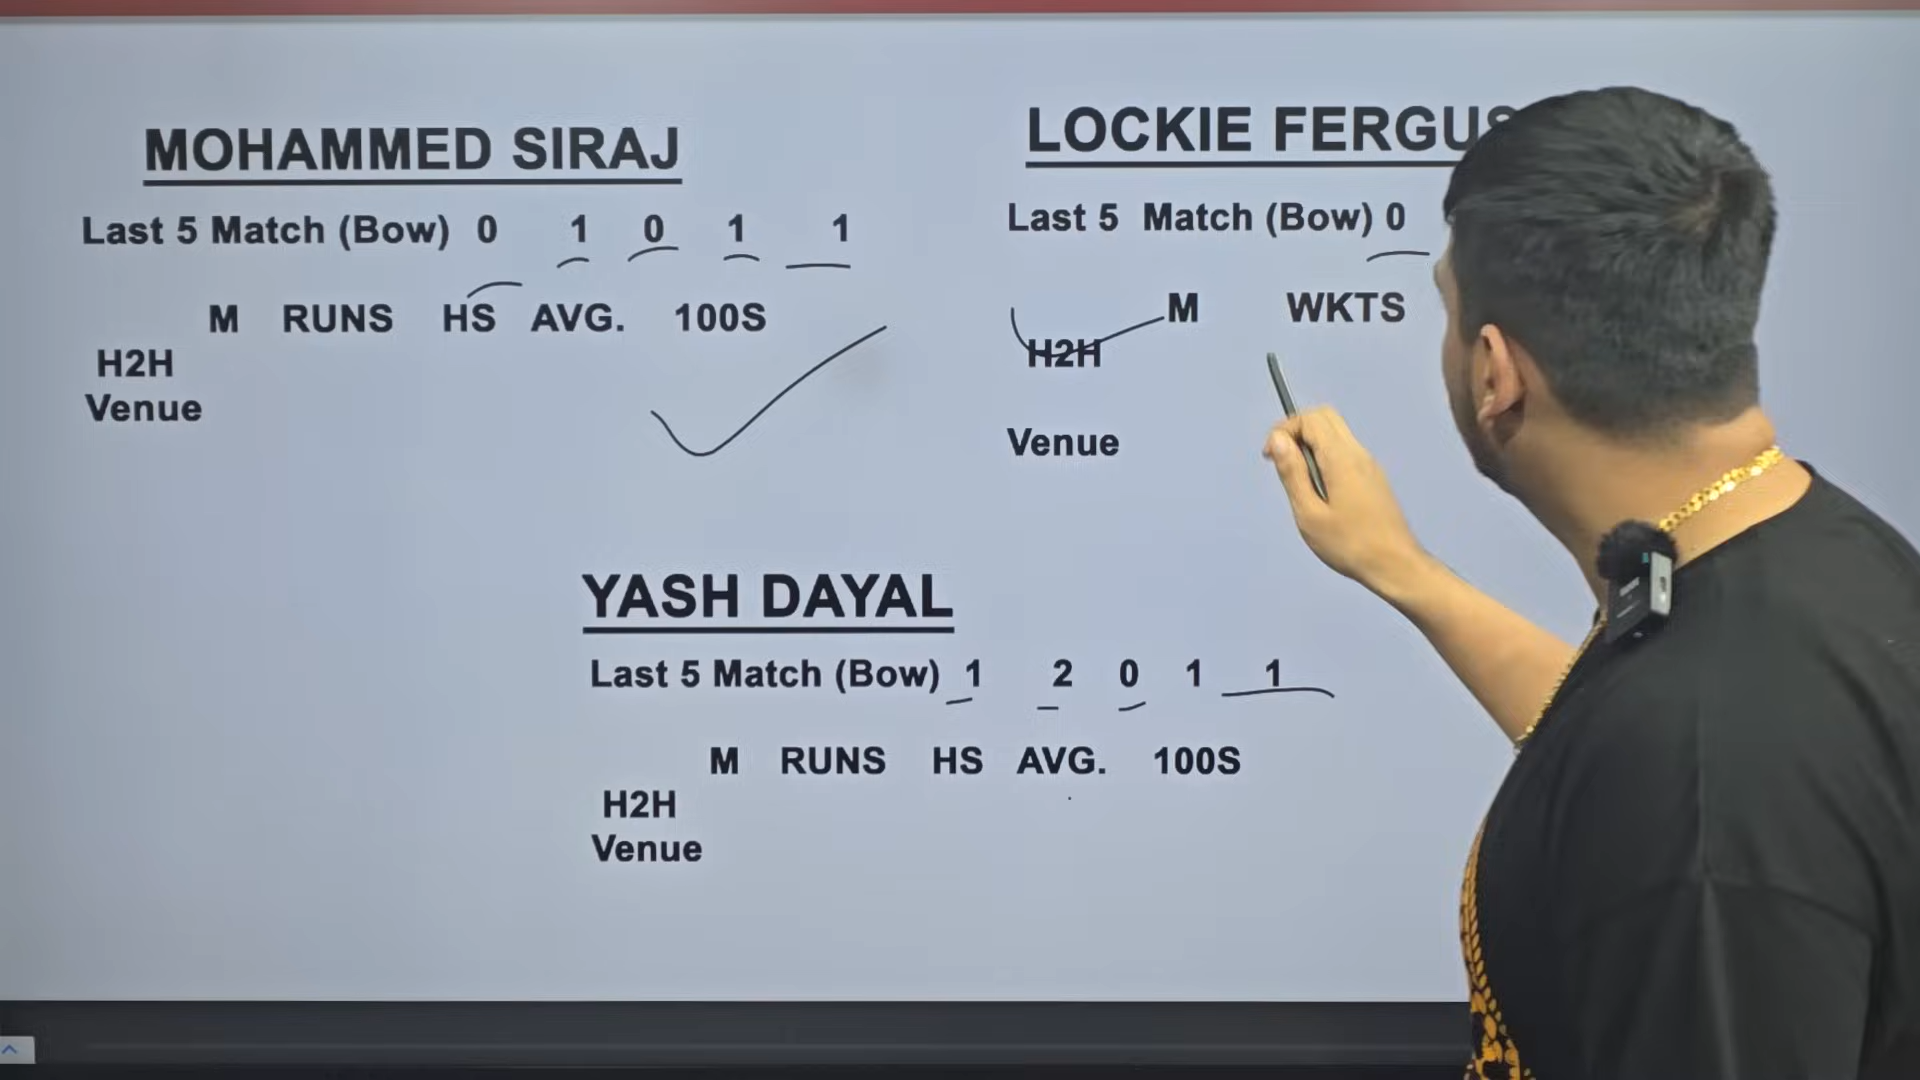 MOHAMMED SIRAJ
Last 5 Match (Bow) 0 1 0 1 1
M RUNS HS AVG. 100S
H2H
Venue
LOCKIE FERGUS
Last 5 Match (Bow) 0
M WKTS
H2H
Venue
YASH DAYAL
Last 5 Match (Bow) 1 2 0 1 1
M RUNS HS AVG. 100S
H2H
Venue